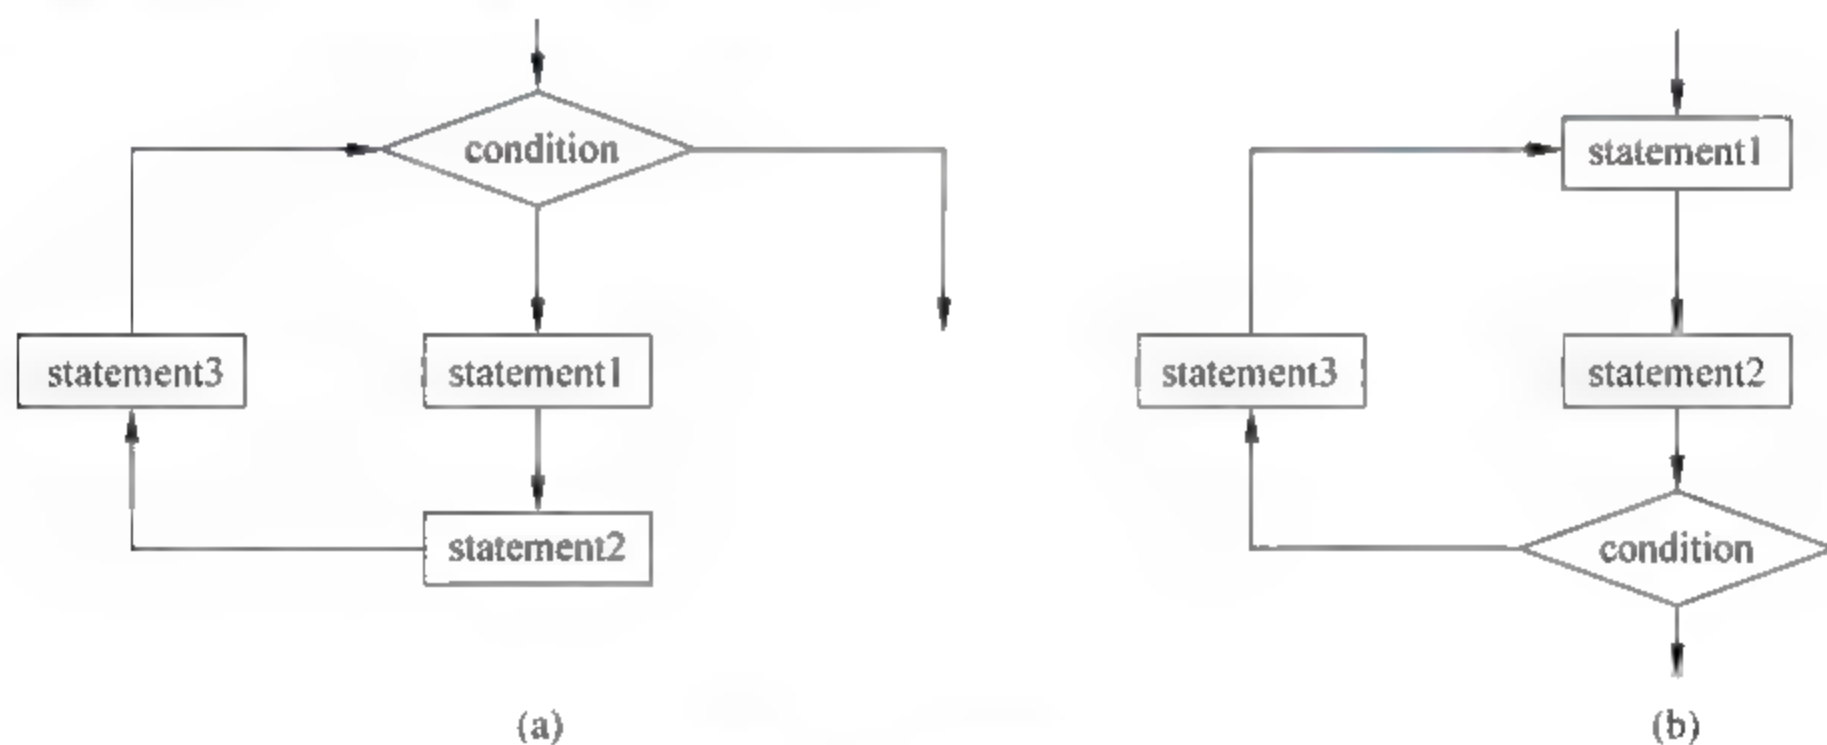 condition
statement1
statement3
statement1
statement3
statement2
statement2
condition
(a)
(b)